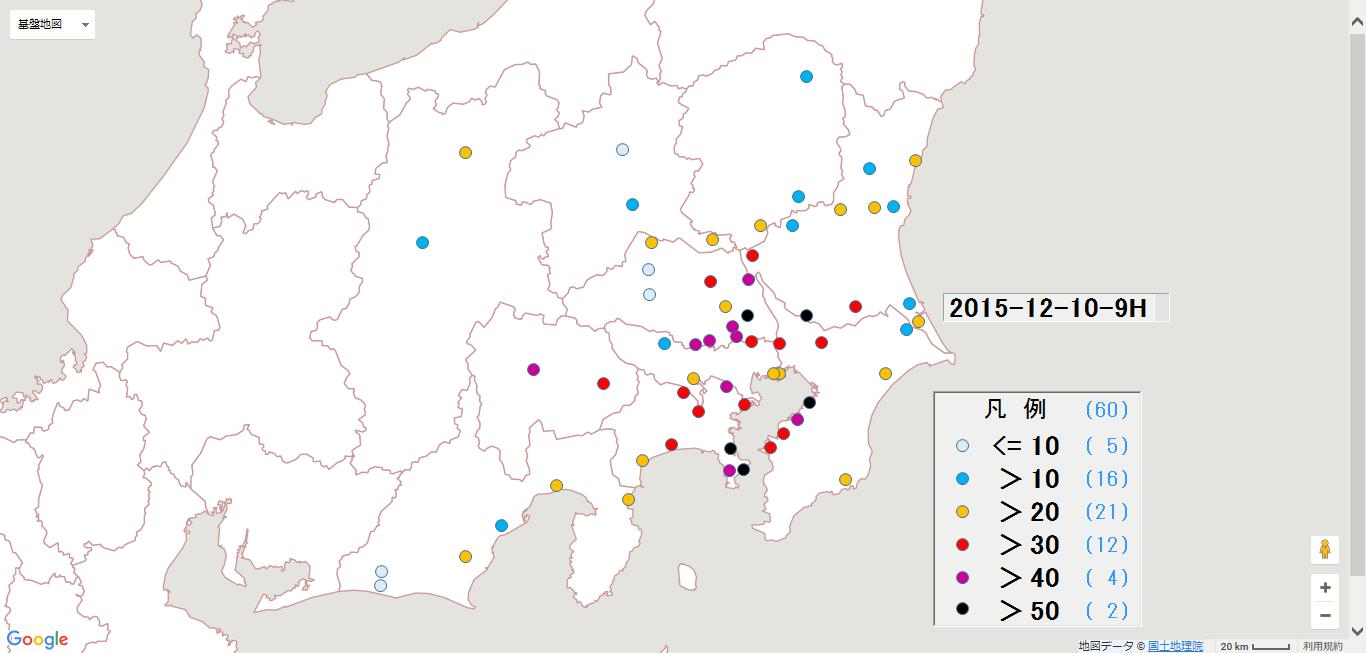 基盤地図
2015-12-10-9H
凡 例 (60)
<= 10 ( 5)
> 10 (16)
> 20 (21)
> 30 (12)
> 40 ( 4)
> 50 ( 2)
+
−
Google
地図データ © 国土地理院 20 km 利用規約